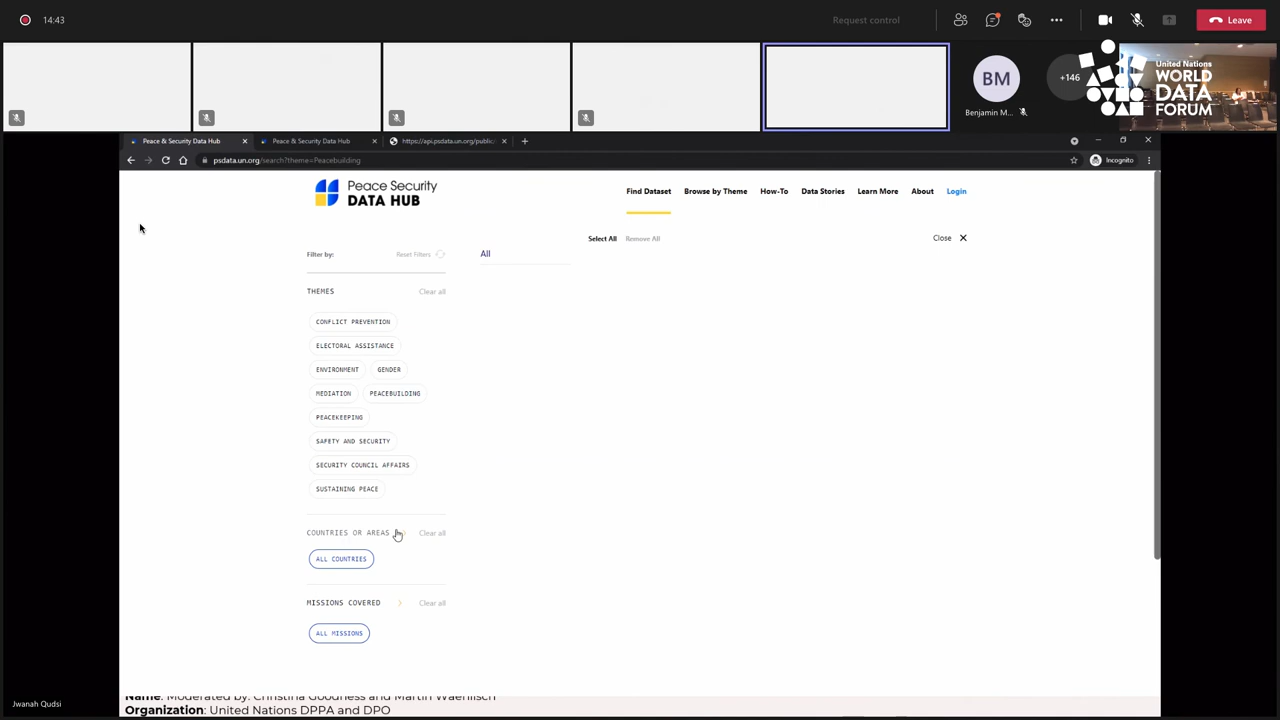 14:43
Request control
Leave
BM
Benjamin M...
+146
United Nations
WORLD DATA
FORUM
Peace & Security Data Hub
Peace & Security Data Hub
https://api.psdata.un.org/public
psdata.un.org/search?theme=Peacebuilding
Incognito
Peace Security
DATA HUB
Find Dataset
Browse by Theme
How-To
Data Stories
Learn More
About
Login
Select All
Remove All
Close
Filter by:
Reset Filters
All
THEMES
Clear all
CONFLICT PREVENTION
ELECTORAL ASSISTANCE
ENVIRONMENT
GENDER
MEDIATION
PEACEBUILDING
PEACEKEEPING
SAFETY AND SECURITY
SECURITY COUNCIL AFFAIRS
SUSTAINING PEACE
COUNTRIES OR AREAS
Clear all
ALL COUNTRIES
MISSIONS COVERED
Clear all
ALL MISSIONS
Name: Moderated by: Christina Goodness and Martin Waehlisch
Jwanah Qudsi
Organization: United Nations DPPA and DPO